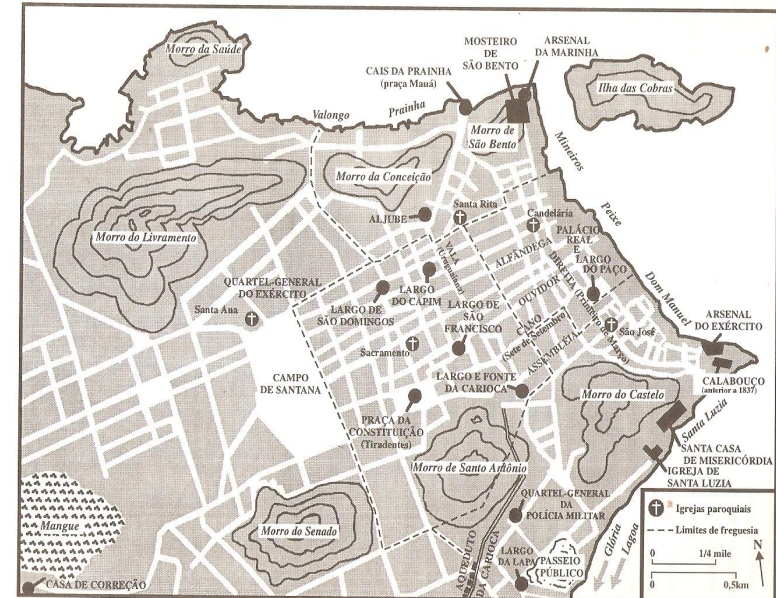 Morro da Saúde
MOSTEIRO
DE
SÃO BENTO
ARSENAL
DA MARINHA
CAIS DA PRAINHA
(praça Mauá)
Ilha das Cobras
Valongo
Prainha
Morro de
São Bento
Mineiros
Morro da Conceição
Santa Rita
ALJUBE
Candelária
Peixe
PALÁCIO
REAL
E
LARGO
DO PAÇO
Morro do Livramento
VALA
(Uruguaiana)
ALFÂNDEGA
DIREITA (Primeiro de Março)
Dom Manuel
QUARTEL-GENERAL
DO EXÉRCITO
Santa Ana
LARGO DE
SÃO DOMINGOS
LARGO
DO CAPIM
OUVIDOR
LARGO DE
SÃO
FRANCISCO
CANO
(Sete de Setembro)
São José
ARSENAL
DO EXÉRCITO
Sacramento
ASSEMBLÉIA
CAMPO
DE SANTANA
LARGO E FONTE
DA CARIOCA
Morro do Castelo
CALABOUÇO
(anterior a 1837)
PRAÇA DA
CONSTITUIÇÃO
(Tiradentes)
Santa Luzia
SANTA CASA
DE MISERICÓRDIA
IGREJA DE
SANTA LUZIA
Morro de Santo Antônio
Mangue
Morro do Senado
QUARTEL-GENERAL
DA
POLÍCIA MILITAR
AQUEDUTO
DA CARIOCA
LARGO
DA LAPA
PASSEIO
PÚBLICO
Glória
Lagoa
CASA DE CORREÇÃO
Igrejas paroquiais
Limites de freguesia
0 1/4 mile
N
0 0,5km